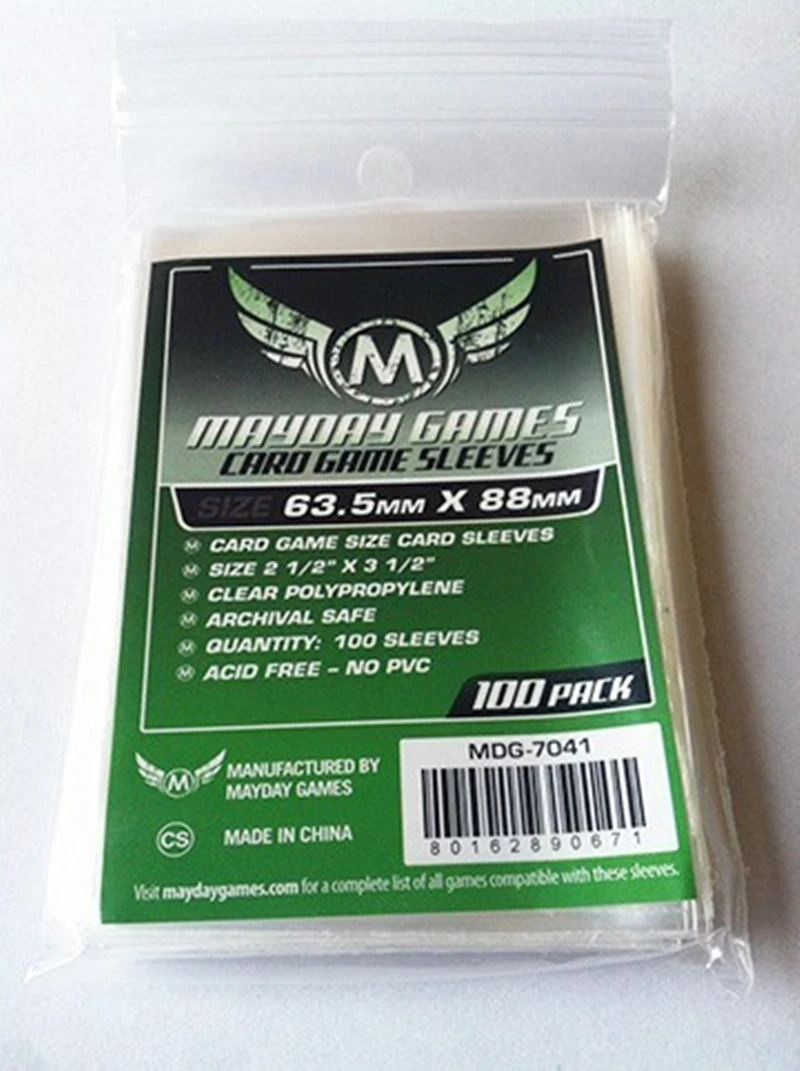 M
MAYDAY GAMES
CARD GAME SLEEVES
SIZE 63.5MM X 88MM
M CARD GAME SIZE CARD SLEEVES
M SIZE 2 1/2" X 3 1/2"
M CLEAR POLYPROPYLENE
M ARCHIVAL SAFE
M QUANTITY: 100 SLEEVES
M ACID FREE – NO PVC
100 PACK
MDG-7041
80162890671
M MANUFACTURED BY
MAYDAY GAMES
CS MADE IN CHINA
Visit maydaygames.com for a complete list of all games compatible with these sleeves.